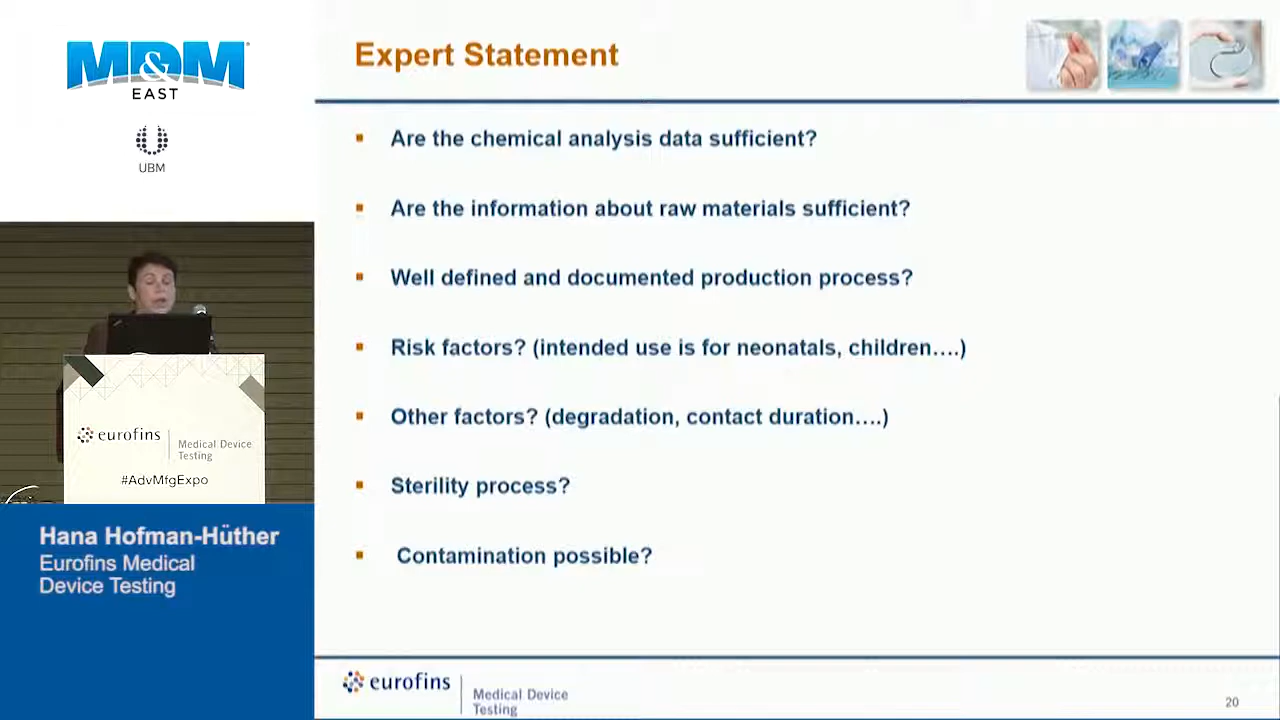 MD&M
EAST
UBM
eurofins
Medical Device
Testing
#AdvMfgExpo
Hana Hofman-Hüther
Eurofins Medical
Device Testing
Expert Statement
Are the chemical analysis data sufficient?
Are the information about raw materials sufficient?
Well defined and documented production process?
Risk factors? (intended use is for neonatals, children....)
Other factors? (degradation, contact duration....)
Sterility process?
Contamination possible?
eurofins
Medical Device
Testing
20